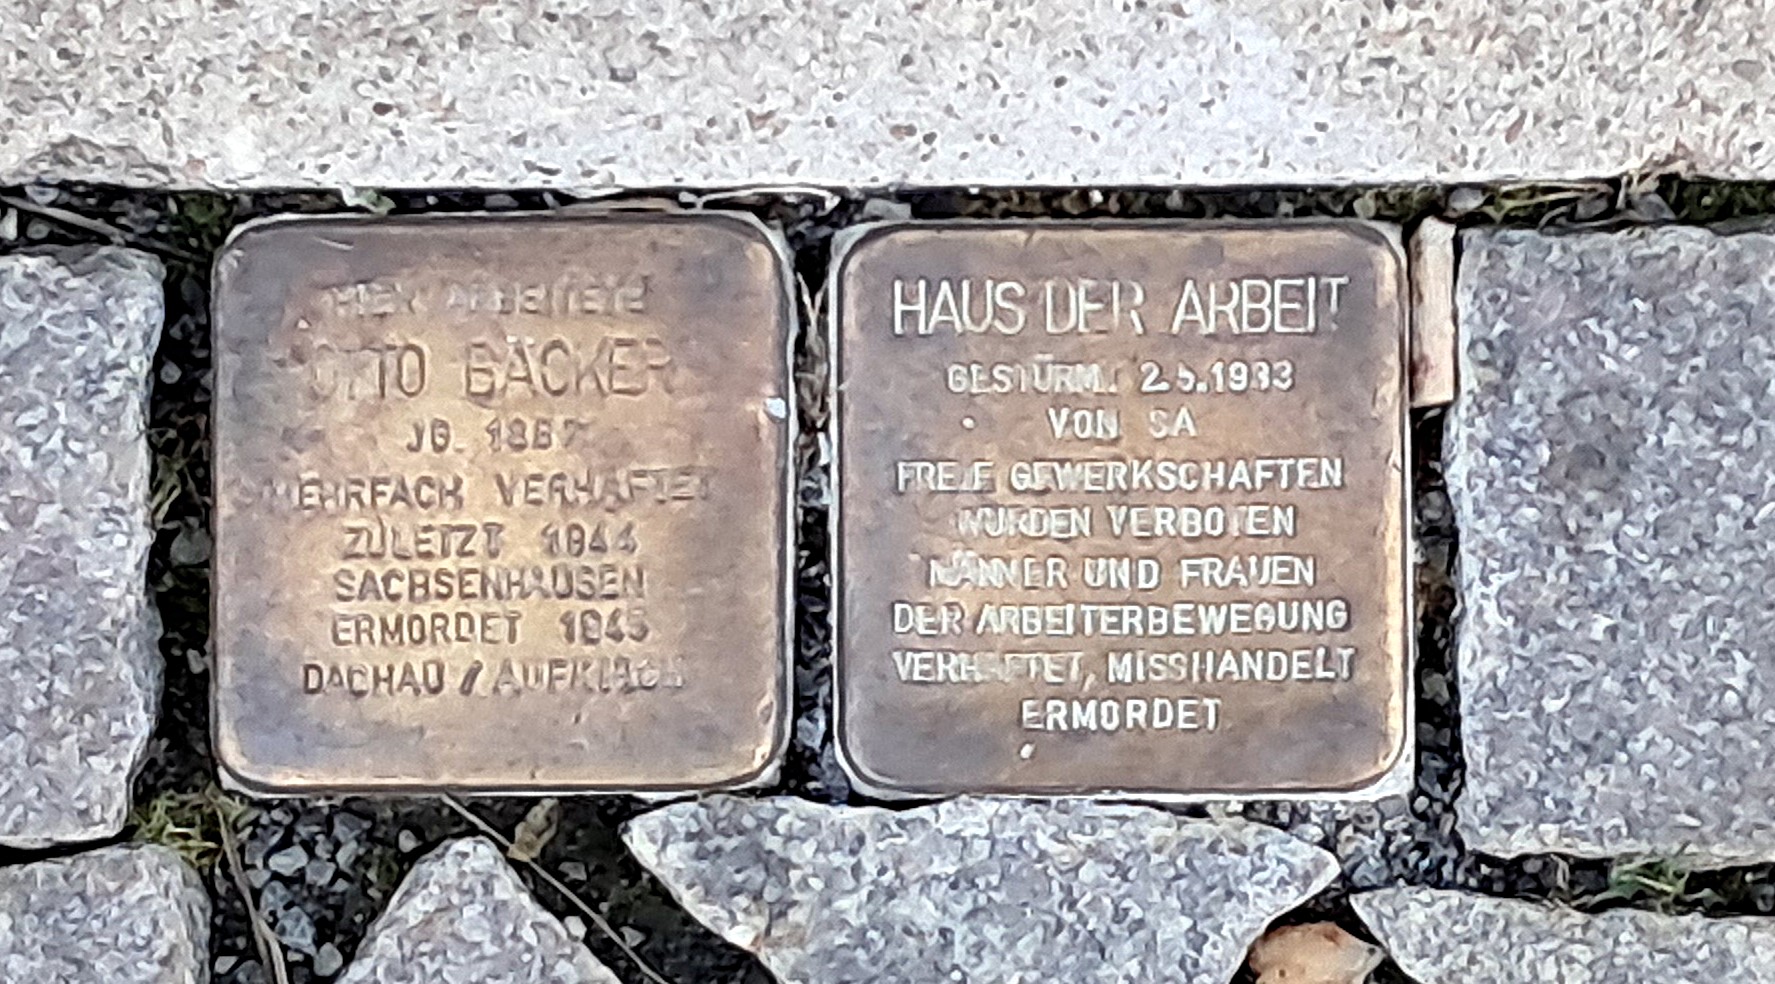 HIER ARBEITETE
OTTO BÄCKER
JG. 1887
MEHRFACH VERHAFTET
ZULETZT 1944
SACHSENHAUSEN
ERMORDET 1945
DACHAU / AUFKIRCH
HAUS DER ARBEIT
GESTÜRMT 2.5.1933
VON SA
FREIE GEWERKSCHAFTEN
WURDEN VERBOTEN
MÄNNER UND FRAUEN
DER ARBEITERBEWEGUNG
VERHAFTET, MISSHANDELT
ERMORDET